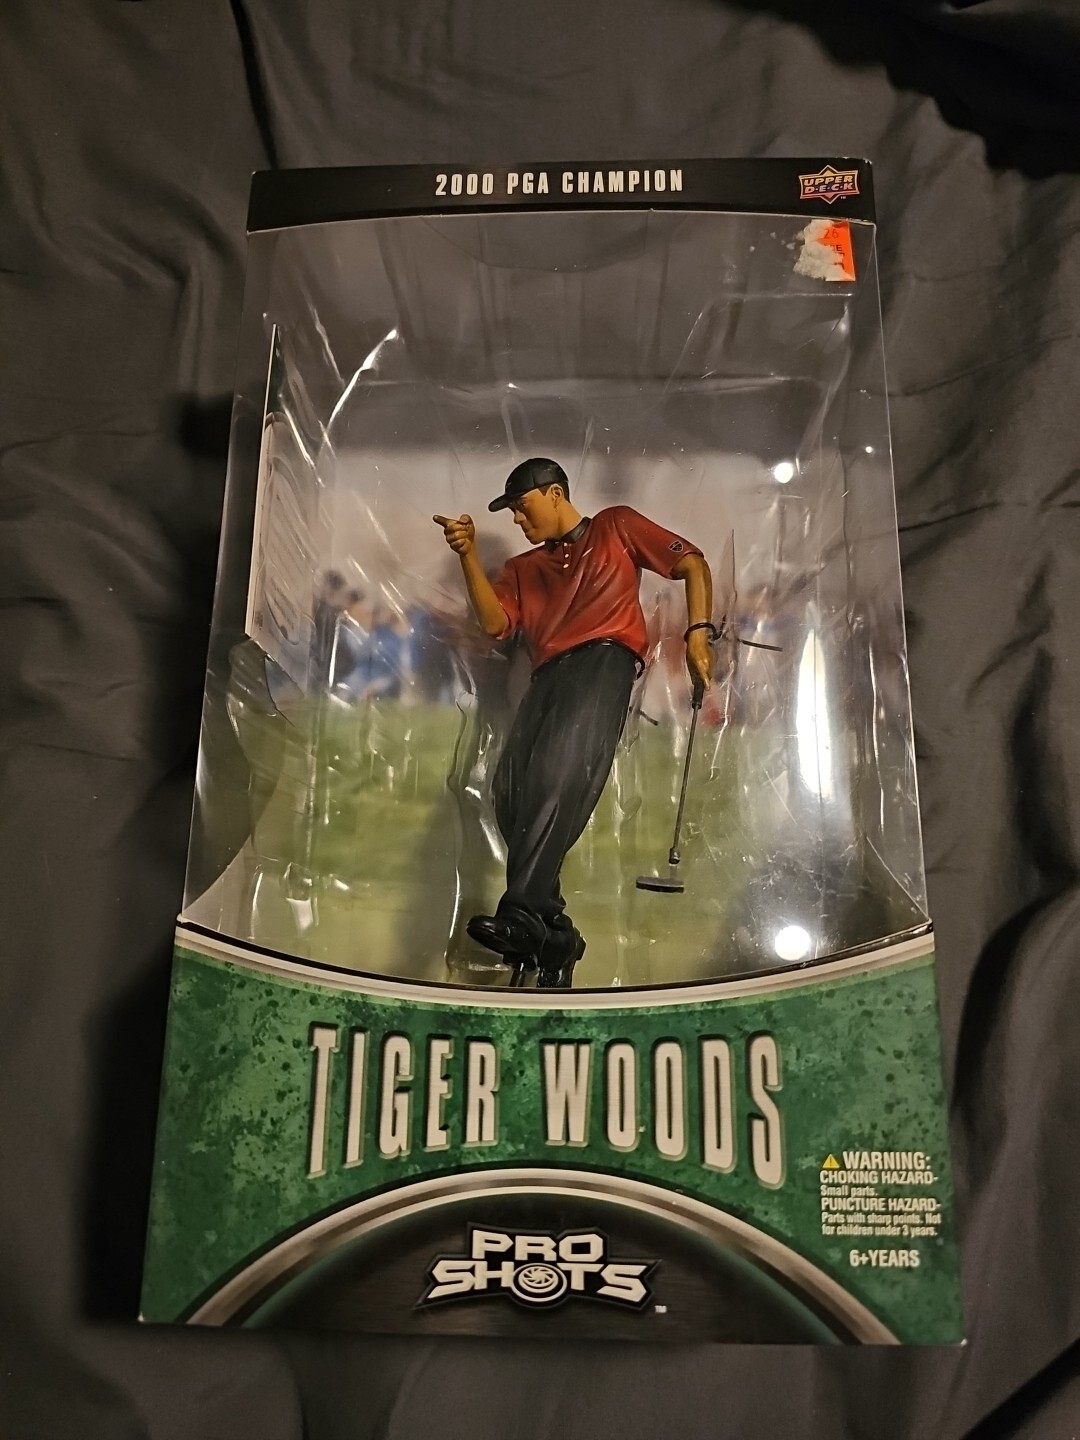 2000 PGA CHAMPION
UPPER
D·E·C·K
26
TIGER WOODS
WARNING:
CHOKING HAZARD-
Small parts.
PUNCTURE HAZARD-
Parts with sharp points. Not
for children under 3 years.
6+YEARS
PRO
SHOTS